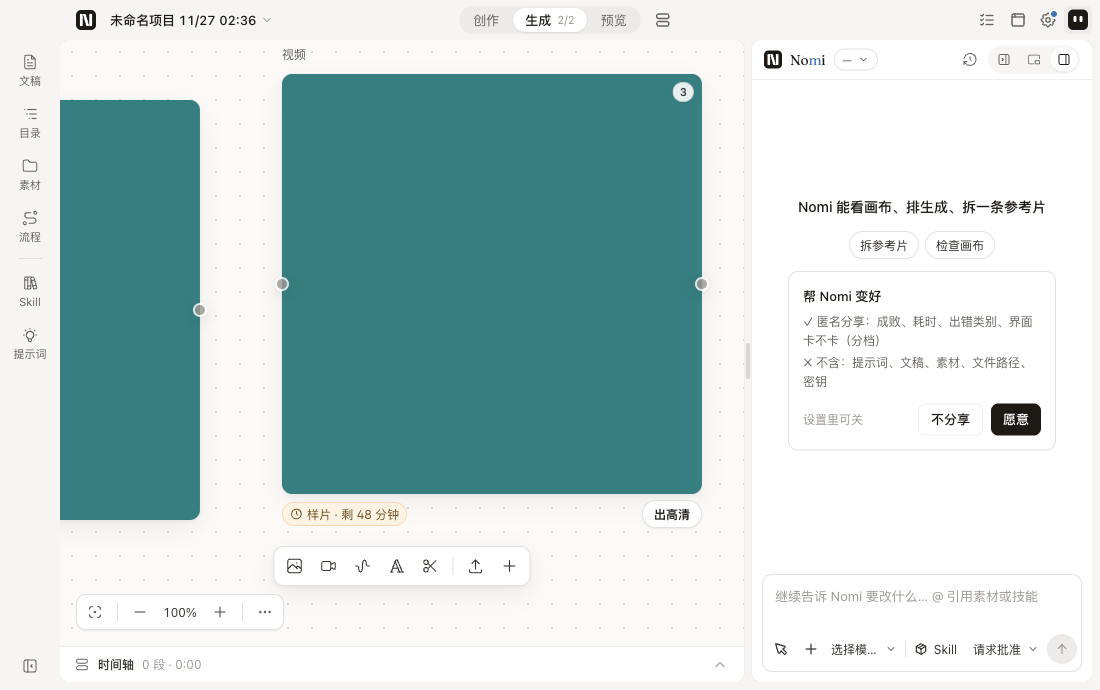 未命名项目 11/27 02:36
创作
生成 2/2
预览
文稿
目录
素材
流程
Skill
提示词
视频
3
样片 · 剩 48 分钟
出高清
100%
时间轴 0 段 · 0:00
Nomi
Nomi 能看画布、排生成、拆一条参考片
拆参考片
检查画布
帮 Nomi 变好
✓ 匿名分享：成败、耗时、出错类别、界面
卡不卡（分档）
✕ 不含：提示词、文稿、素材、文件路径、
密钥
设置里可关
不分享
愿意
继续告诉 Nomi 要改什么... @ 引用素材或技能
选择模...
Skill
请求批准